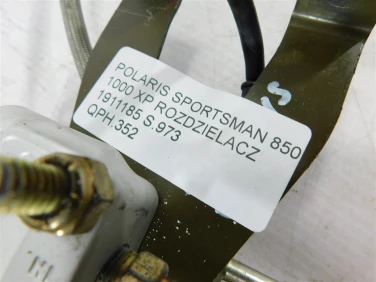 POLARIS SPORTSMAN 850
1000 XP ROZDZIELACZ
1911185 S.973
QPH.352